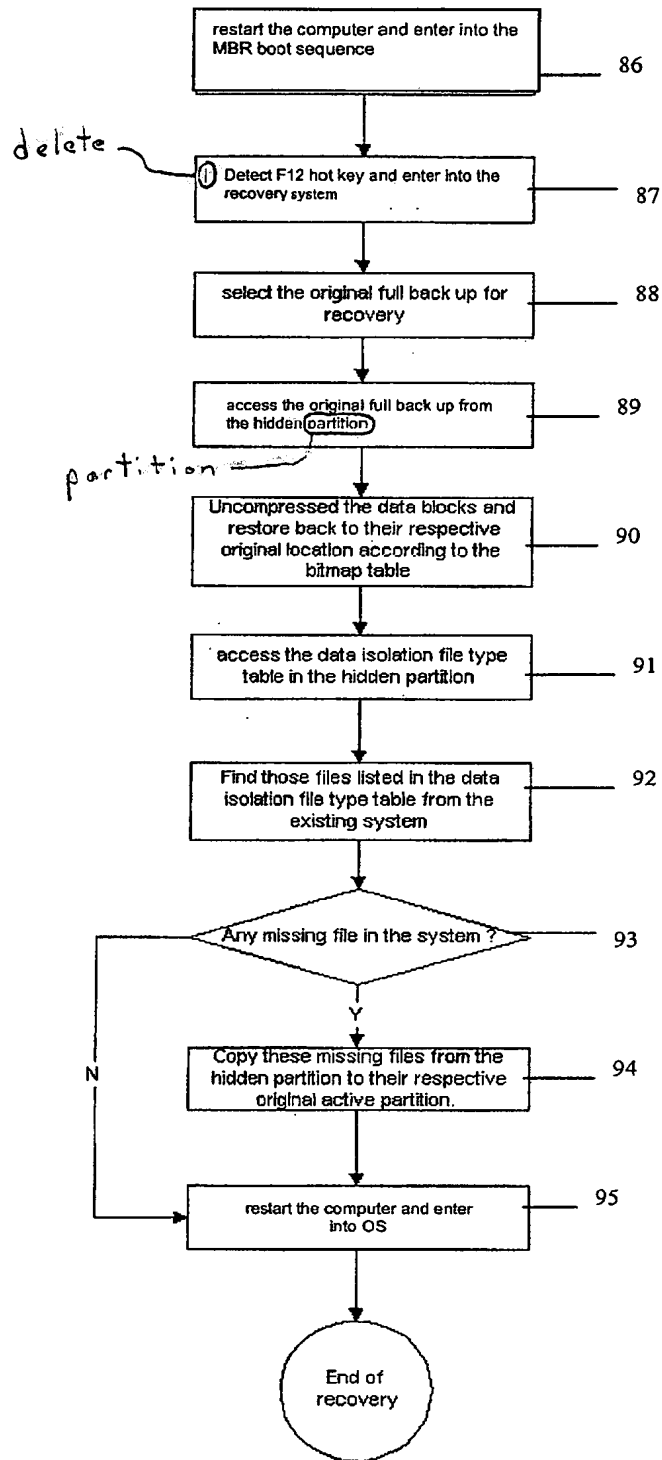 restart the computer and enter into the
MBR boot sequence
86
delete
Detect F12 hot key and enter into the
recovery system
87
select the original full back up for
recovery
88
access the original full back up from
the hidden partition
89
partition
Uncompressed the data blocks and
restore back to their respective
original location according to the
bitmap table
90
access the data isolation file type
table in the hidden partition
91
Find those files listed in the data
isolation file type table from the
existing system
92
Any missing file in the system ?
93
Y
N
Copy these missing files from the
hidden partition to their respective
original active partition.
94
restart the computer and enter
into OS
95
End of
recovery